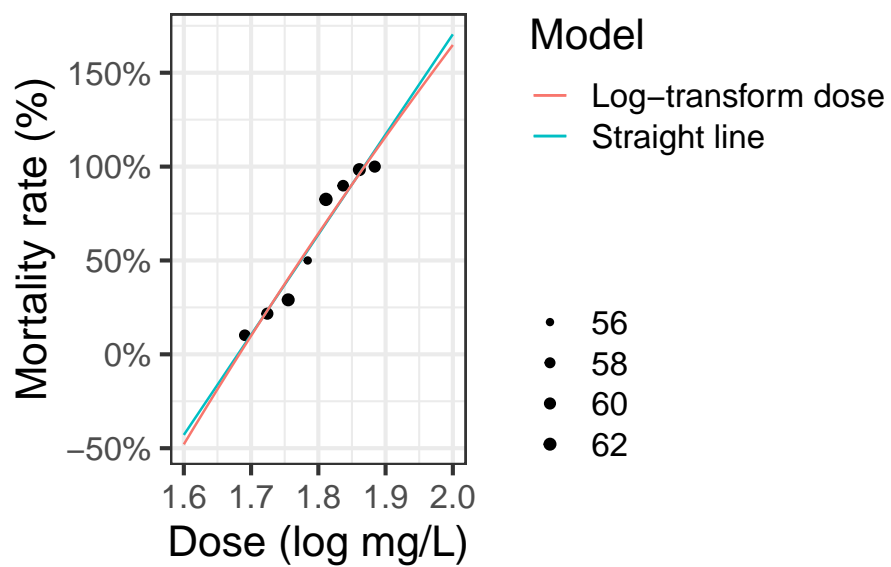 Mortality rate (%)
150%
100%
50%
0%
−50%
1.6 1.7 1.8 1.9 2.0
Dose (log mg/L)
Model
Log−transform dose
Straight line
56
58
60
62